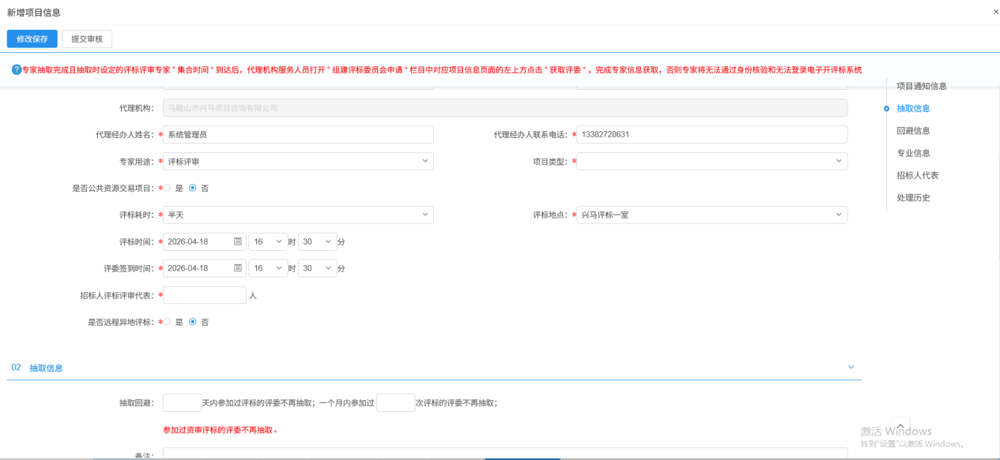 新增项目信息 ×
修改保存 提交审核
?专家抽取完成且抽取时设定的评标评审专家“集合时间”到达后，代理机构服务人员打开“组建评标委员会申请”栏目中对应项目信息页面的左上方点击“获取评委”，完成专家信息获取，否则专家将无法通过身份核验和无法登录电子开评标系统
项目通知信息
抽取信息
回避信息
专业信息
招标人代表
处理历史
代理机构： 马鞍山市兴马项目咨询有限公司
代理经办人姓名：*系统管理员 代理经办人联系电话：*13382728631
专家用途：*评标评审 项目类型：*
是否公共资源交易项目：* 是 否
评标耗时：*半天 评标地点：*兴马评标一室
评标时间：*2026-04-18 16 时 30 分
评委签到时间：*2026-04-18 16 时 30 分
招标人评标评审代表：* 人
是否远程异地评标：* 是 否
02 抽取信息
抽取回避： 天内参加过评标的评委不再抽取；一个月内参加过 次评标的评委不再抽取；
参加过资审评标的评委不再抽取。
备注：
激活 Windows
转到“设置”以激活 Windows。